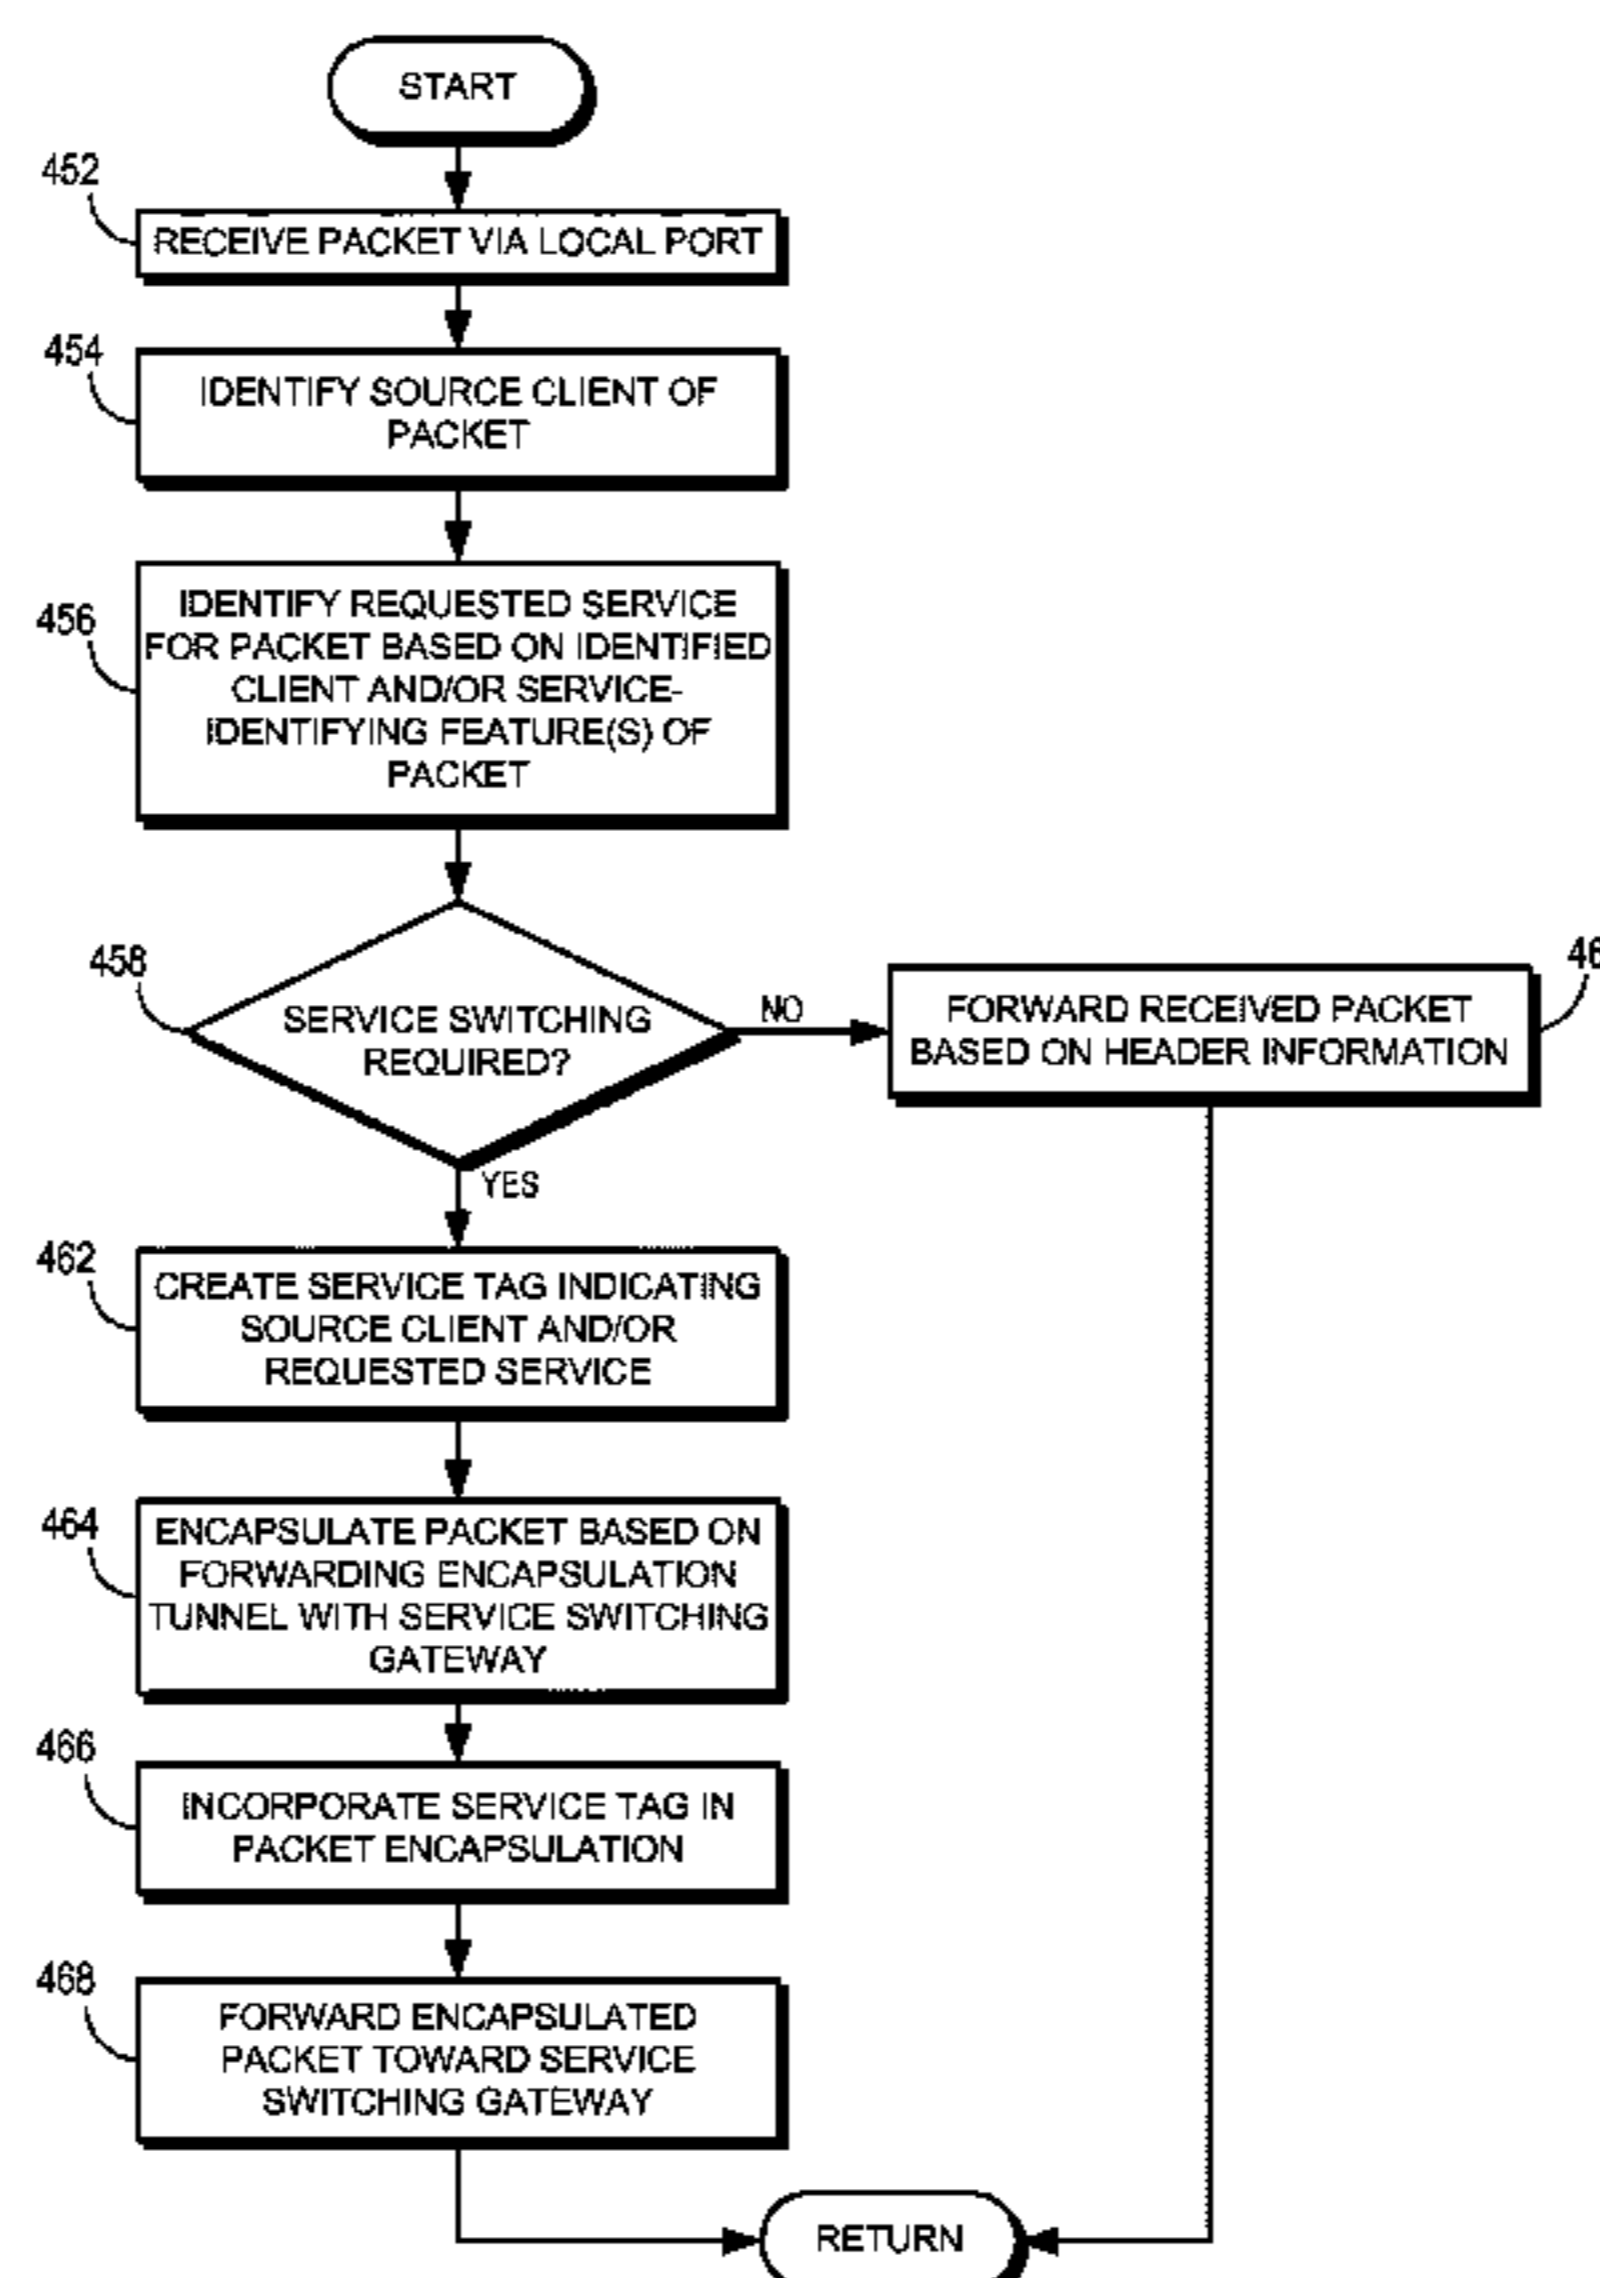 START
452
RECEIVE PACKET VIA LOCAL PORT
454
IDENTIFY SOURCE CLIENT OF
PACKET
456
IDENTIFY REQUESTED SERVICE
FOR PACKET BASED ON IDENTIFIED
CLIENT AND/OR SERVICE-
IDENTIFYING FEATURE(S) OF
PACKET
458
SERVICE SWITCHING
REQUIRED?
NO
FORWARD RECEIVED PACKET
BASED ON HEADER INFORMATION
YES
462
CREATE SERVICE TAG INDICATING
SOURCE CLIENT AND/OR
REQUESTED SERVICE
464
ENCAPSULATE PACKET BASED ON
FORWARDING ENCAPSULATION
TUNNEL WITH SERVICE SWITCHING
GATEWAY
466
INCORPORATE SERVICE TAG IN
PACKET ENCAPSULATION
468
FORWARD ENCAPSULATED
PACKET TOWARD SERVICE
SWITCHING GATEWAY
RETURN